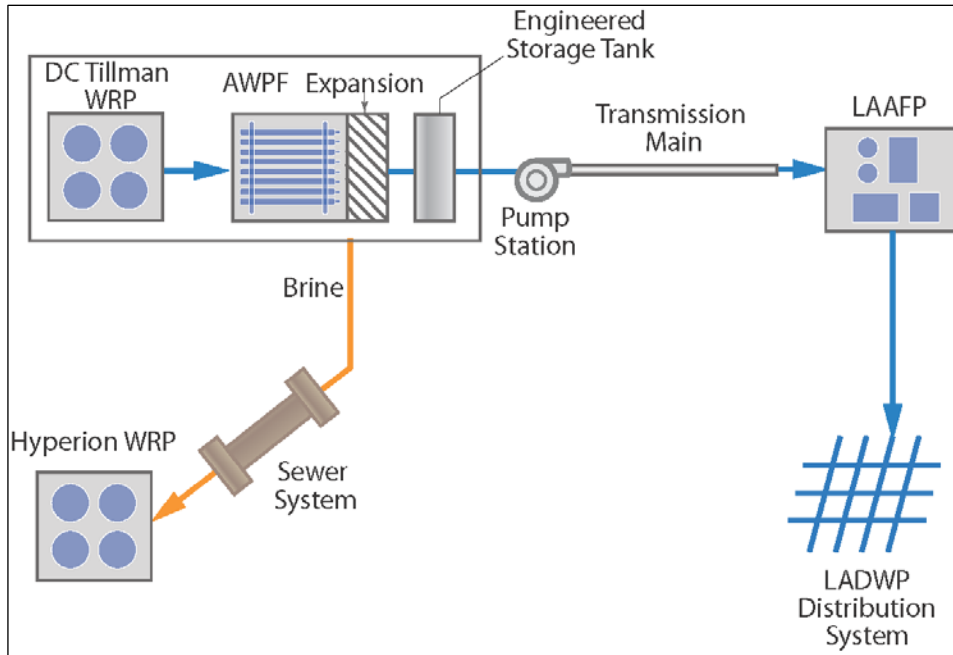 Engineered
Storage Tank
DC Tillman
WRP
AWPF
Expansion
Transmission
Main
LAAFP
Pump
Station
Brine
Hyperion WRP
Sewer
System
LADWP
Distribution
System